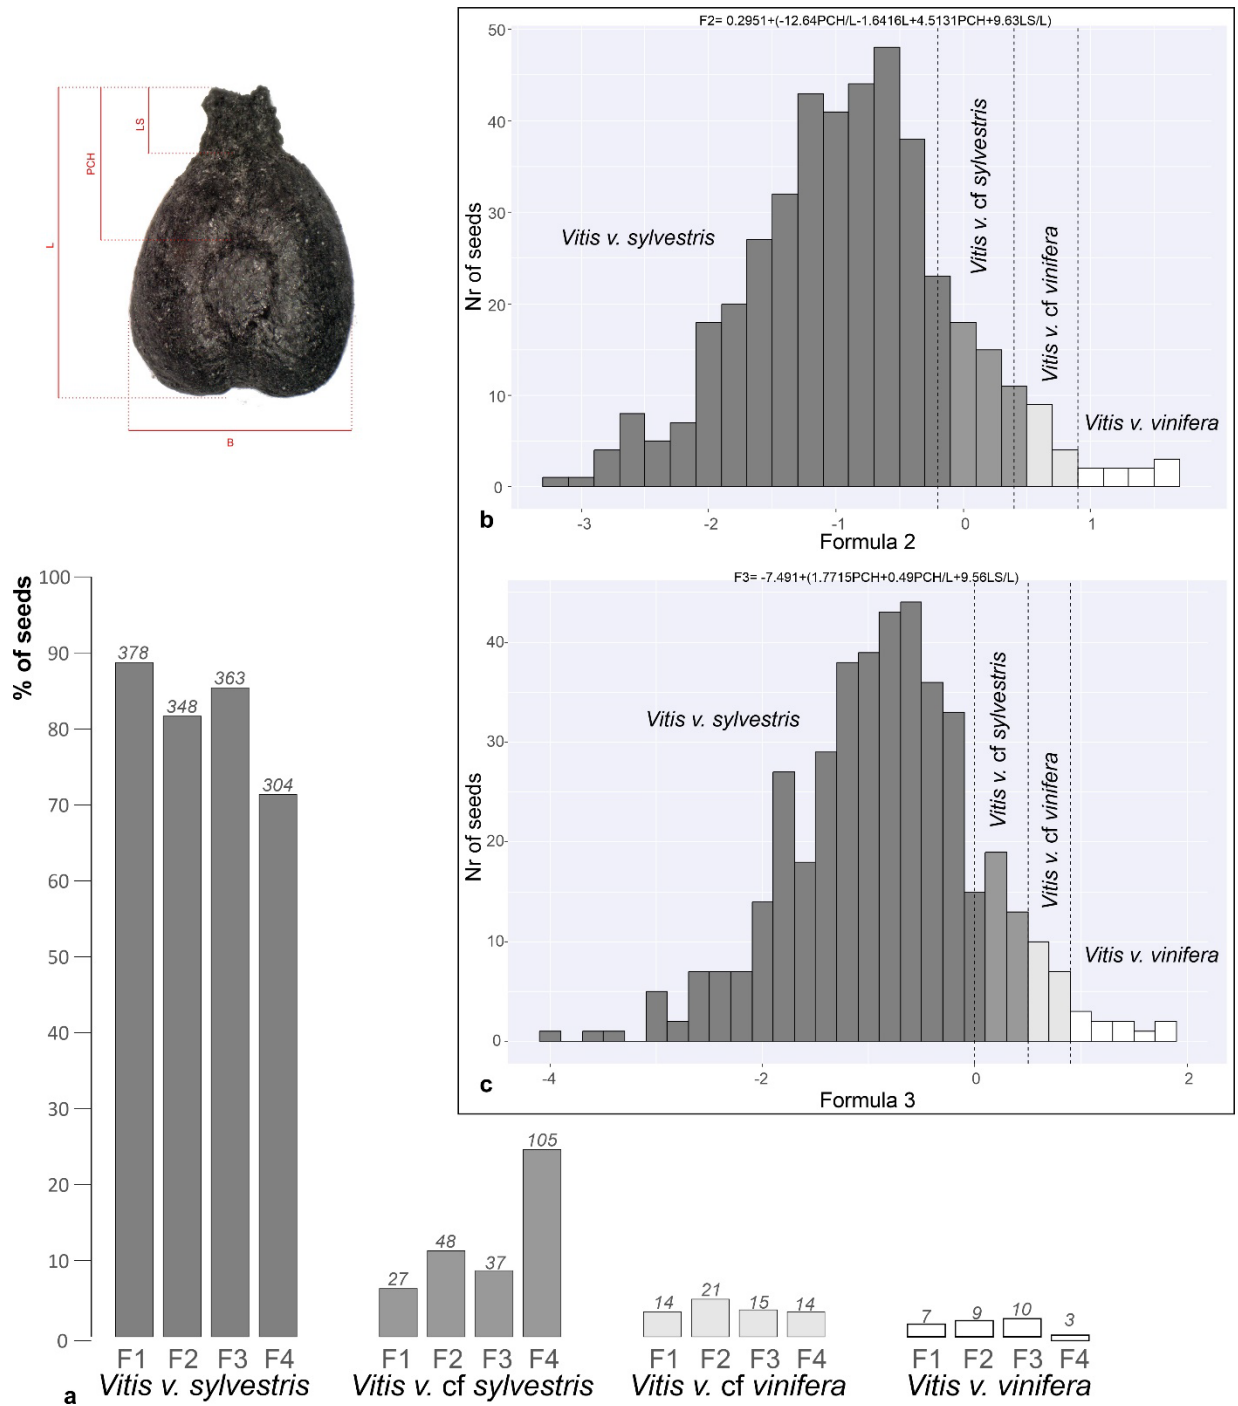 LS
PCH
L
B
F2= 0.2951+(-12.64PCH/L-1.6416L+4.5131PCH+9.63LS/L)
50
40
30
20
10
0
Nr of seeds
Vitis v. sylvestris
Vitis v. cf sylvestris
Vitis v. cf vinifera
Vitis v. vinifera
-3
-2
-1
0
1
Formula 2
b
F3= -7.491+(1.7715PCH+0.49PCH/L+9.56LS/L)
40
30
20
10
0
Nr of seeds
Vitis v. sylvestris
Vitis v. cf sylvestris
Vitis v. cf vinifera
Vitis v. vinifera
-4
-2
0
2
Formula 3
c
% of seeds
100
90
80
70
60
50
40
30
20
10
0
378
348
363
304
27
48
37
105
14
21
15
14
7
9
10
3
F1 F2 F3 F4 F1 F2 F3 F4 F1 F2 F3 F4 F1 F2 F3 F4
Vitis v. sylvestris Vitis v. cf sylvestris Vitis v. cf vinifera Vitis v. vinifera
a